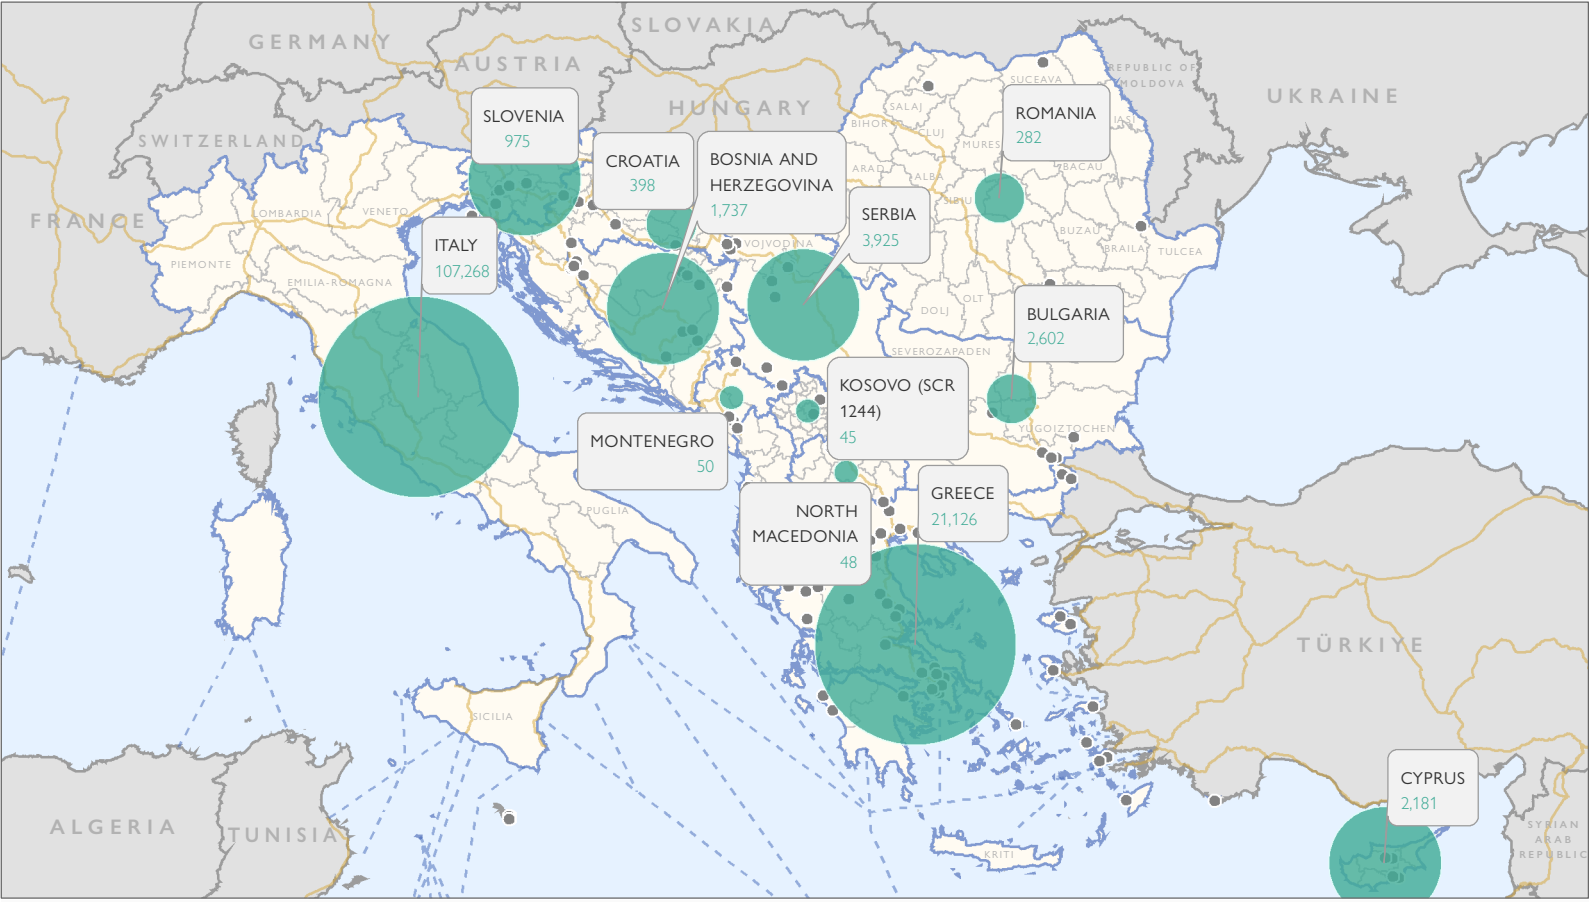 SLOVAKIA
GERMANY
AUSTRIA
REPUBLIC OF
MOLDOVA
SUCEAVA
UKRAINE
HUNGARY
SALAJ
SLOVENIA
975
ROMANIA
282
BIHOR
CLUJ
IASI
SWITZERLAND
MURES
CROATIA
398
BOSNIA AND
HERZEGOVINA
1,737
ARAD
ALBA
BACAU
SIBIU
SERBIA
3,925
FRANCE
LOMBARDIA
VENETO
BUZAU
BRAILA
TULCEA
VOJVODINA
ITALY
107,268
PIEMONTE
EMILIA-ROMAGNA
OLT
DOLJ
BULGARIA
2,602
SEVEROZAPADEN
KOSOVO (SCR
1244)
45
YUGOIZTOCHEN
MONTENEGRO
50
GREECE
21,126
PUGLIA
NORTH
MACEDONIA
48
TÜRKIYE
SICILIA
CYPRUS
2,181
ALGERIA
TUNISIA
SYRIAN
ARAB
REPUBLIC
KRITI